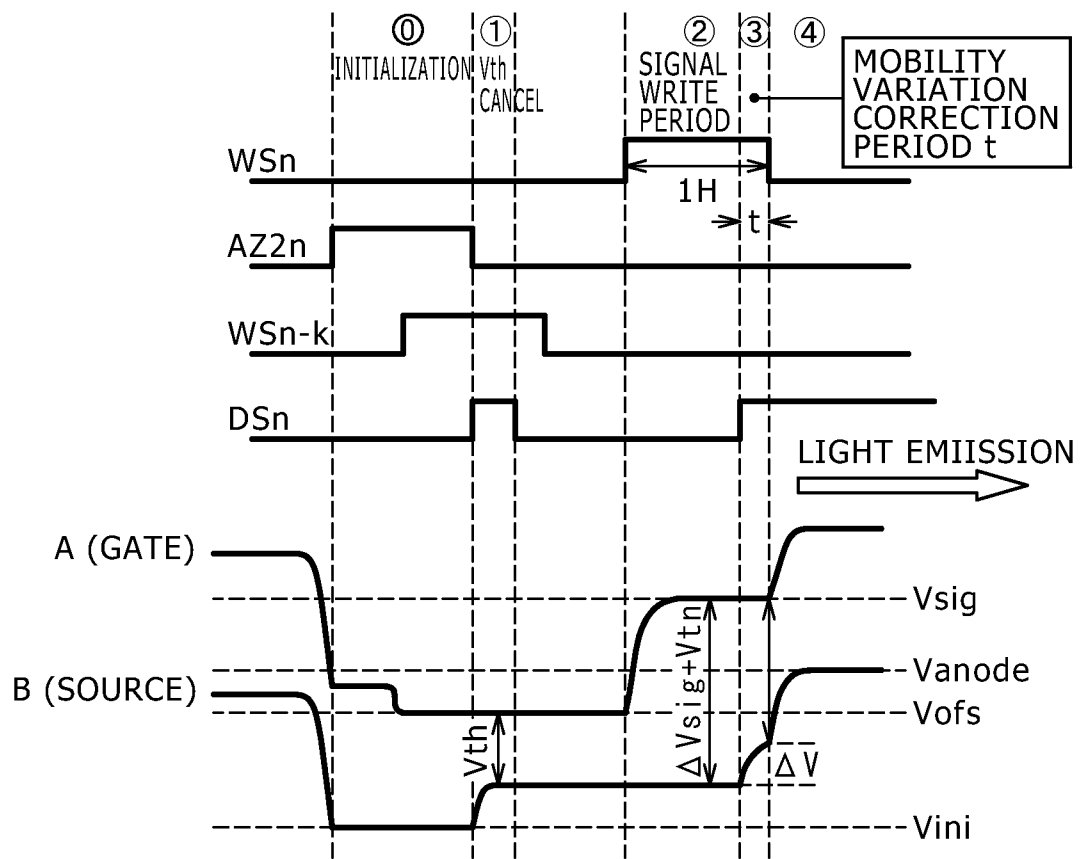 ⓪ ① ② ③ ④
INITIALIZATION
Vth
CANCEL
SIGNAL
WRITE
PERIOD
MOBILITY
VARIATION
CORRECTION
PERIOD t
WSn
1H
t
AZ2n
WSn-k
DSn
LIGHT EMIISSION
A (GATE)
Vsig
ΔVsig+Vtn
Vanode
B (SOURCE)
Vofs
Vth
ΔV
Vini